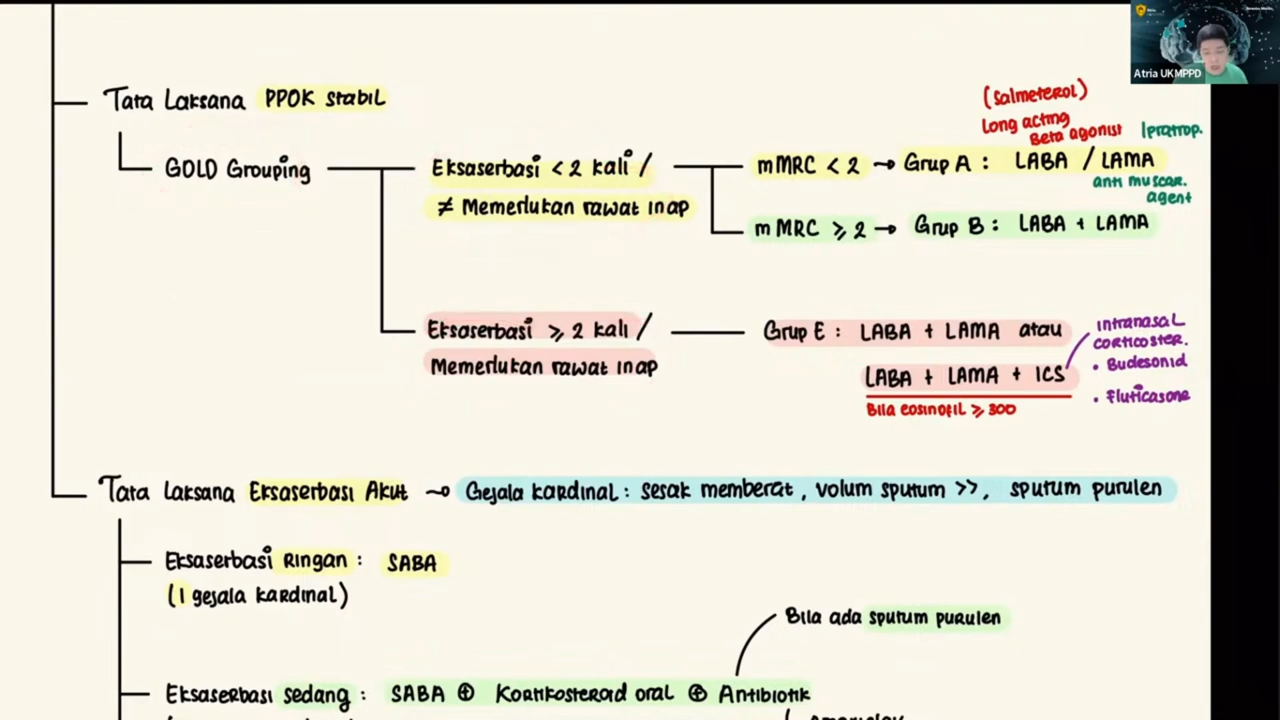 Atria UKMPPD
Tata Laksana PPOK stabil
(Salmeterol)
Long acting
Beta agonist
Ipratrop.
GOLD Grouping
Eksaserbasi < 2 kali /
≠ Memerlukan rawat inap
mMRC < 2 → Grup A : LABA / LAMA
anti muscar.
agent
mMRC ≥ 2 → Grup B : LABA + LAMA
Eksaserbasi ≥ 2 kali /
Memerlukan rawat inap
Grup E : LABA + LAMA atau
LABA + LAMA + ICS
Bila eosinofil ≥ 300
intranasal
corticoster.
• Budesonid
• Fluticasone
Tata Laksana Eksaserbasi Akut → Gejala kardinal : sesak memberat, volum sputum >>, sputum purulen
Eksaserbasi Ringan : SABA
(1 gejala kardinal)
Bila ada sputum purulen
Eksaserbasi sedang : SABA ⊕ Kortikosteroid oral ⊕ Antibiotik